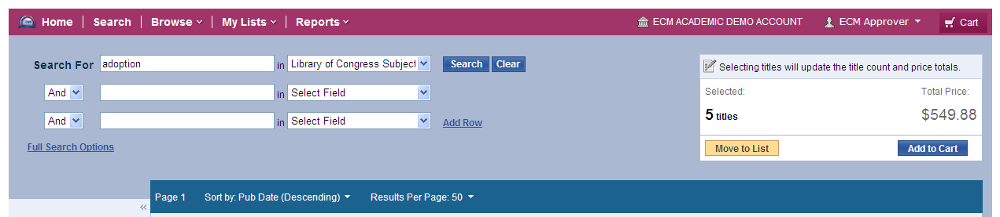 Home Search Browse My Lists Reports ECM ACADEMIC DEMO ACCOUNT ECM Approver Cart
Search For adoption in Library of Congress Subject Search Clear
And in Select Field
And in Select Field Add Row
Full Search Options
Selecting titles will update the title count and price totals.
Selected: Total Price:
5 titles $549.88
Move to List Add to Cart
Page 1 Sort by: Pub Date (Descending) Results Per Page: 50
«